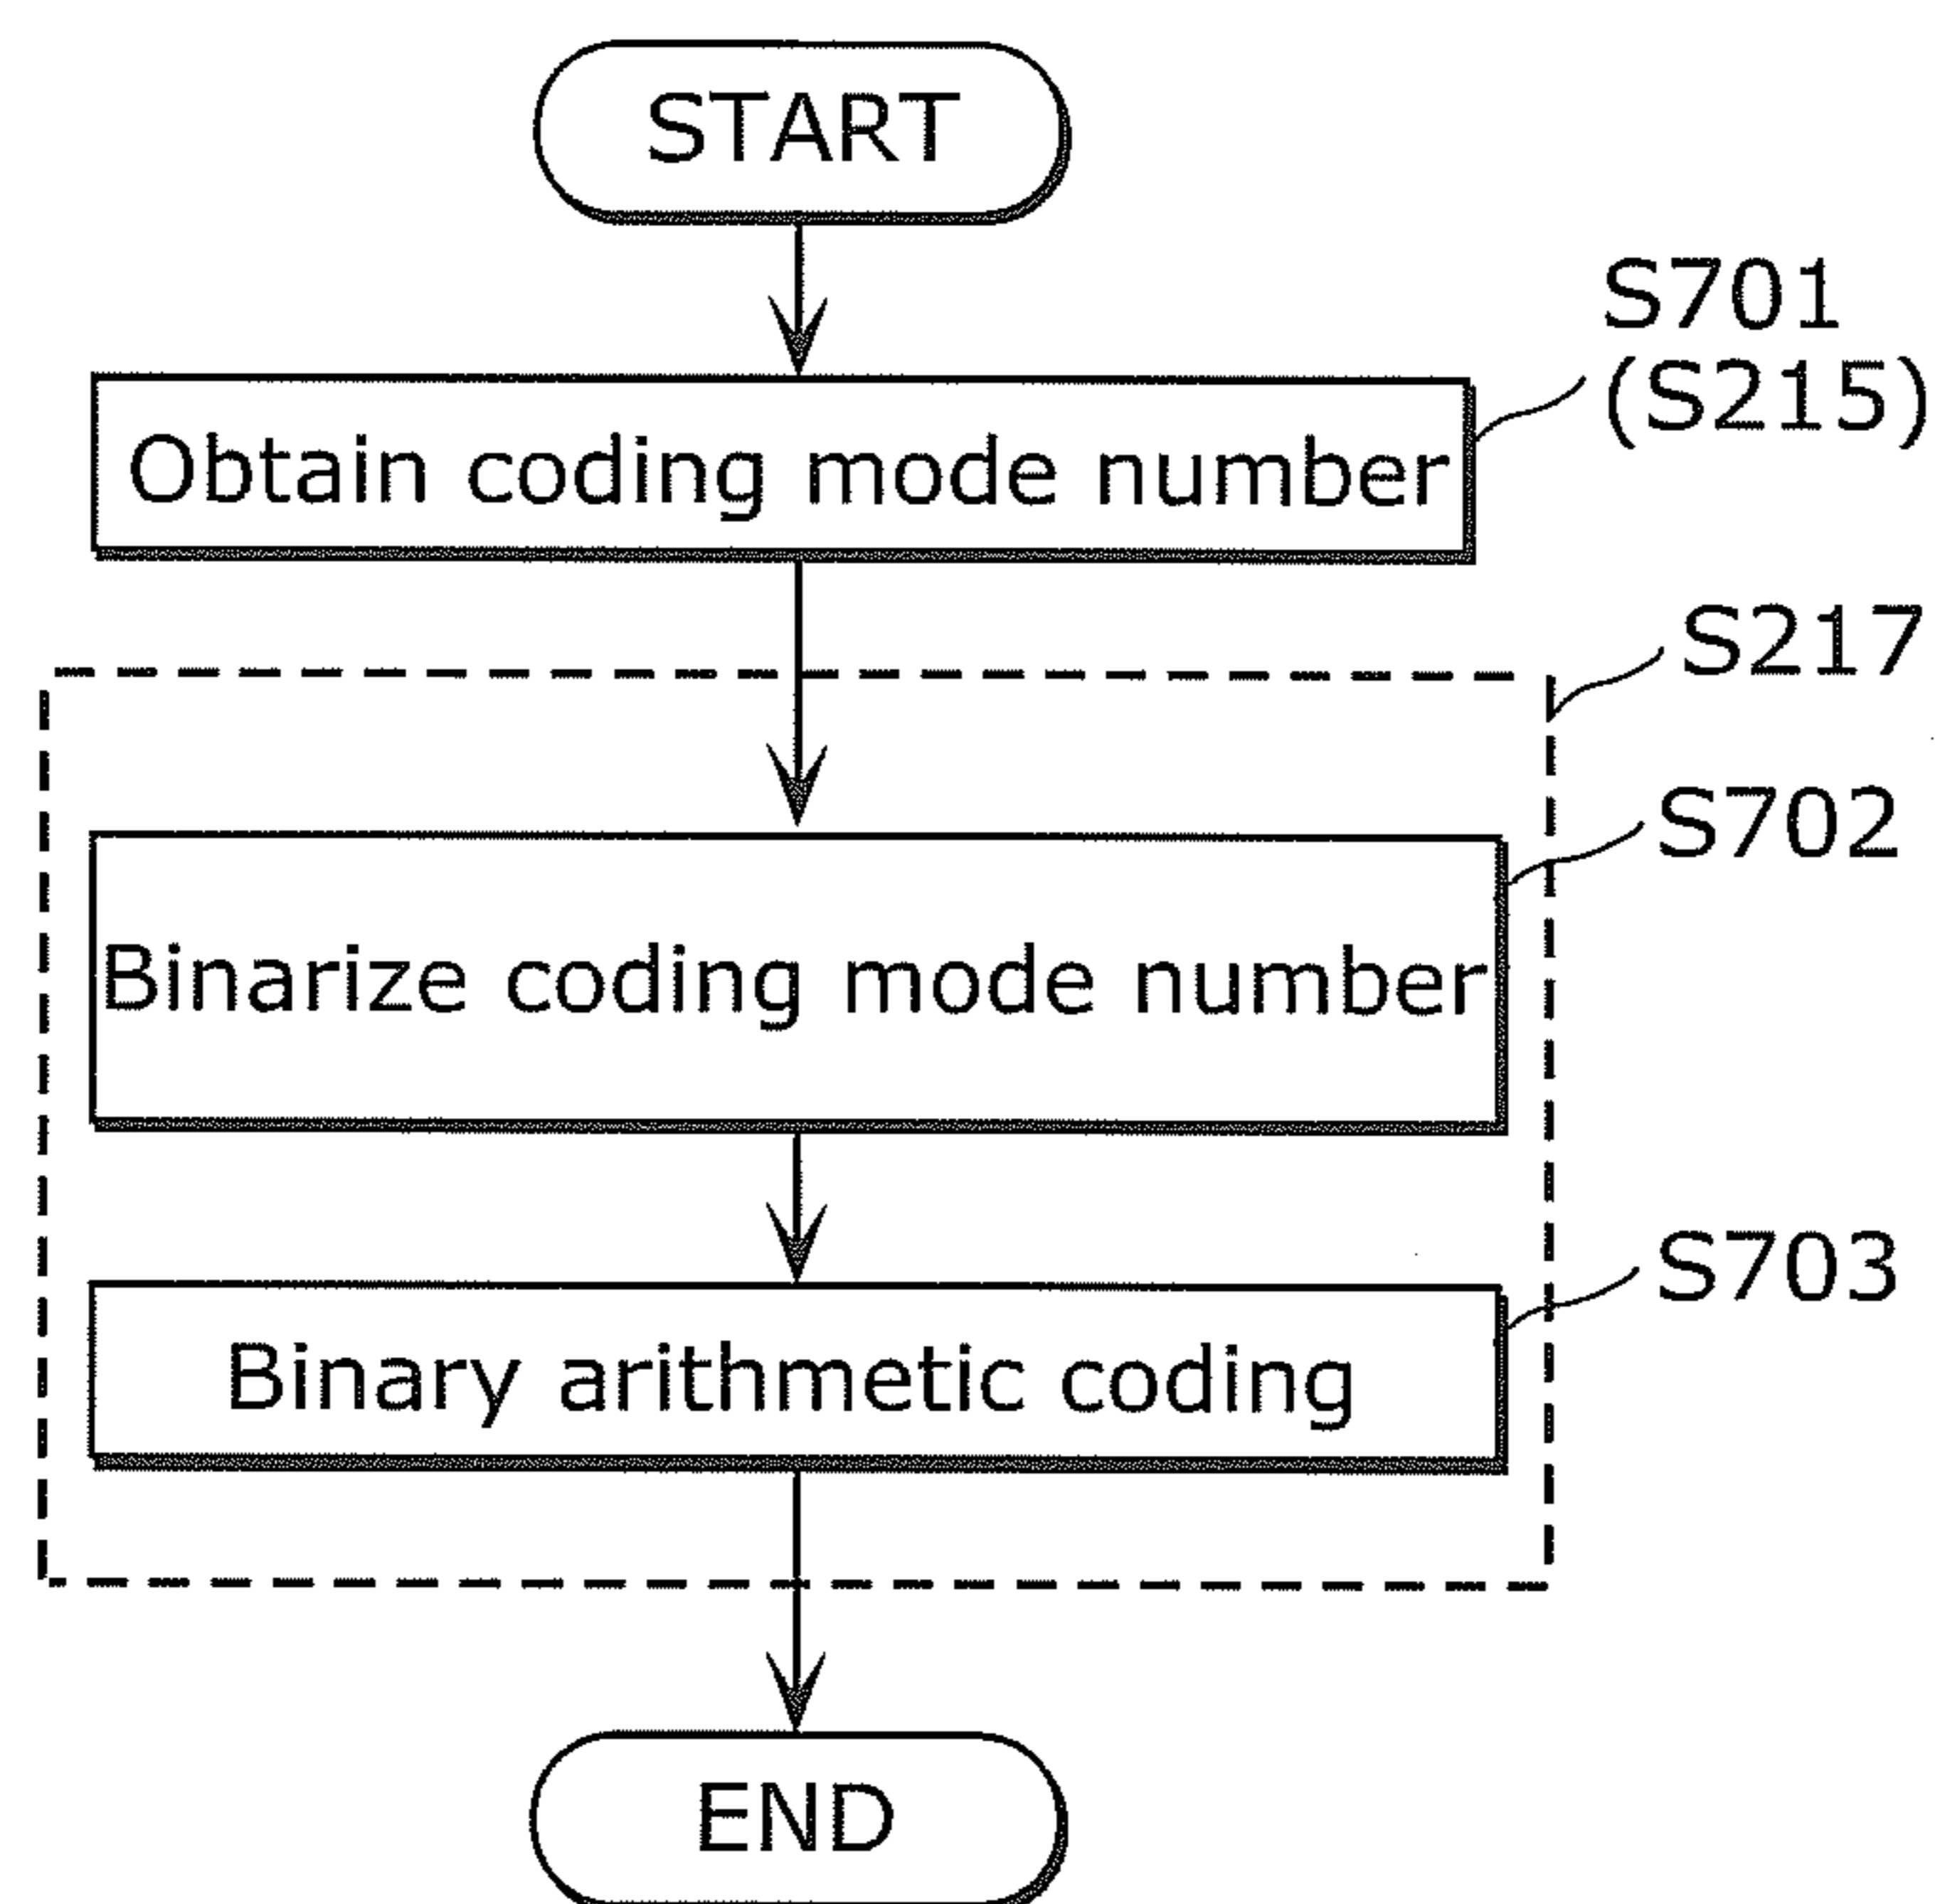 START
S701
(S215)
Obtain coding mode number
S217
S702
Binarize coding mode number
S703
Binary arithmetic coding
END